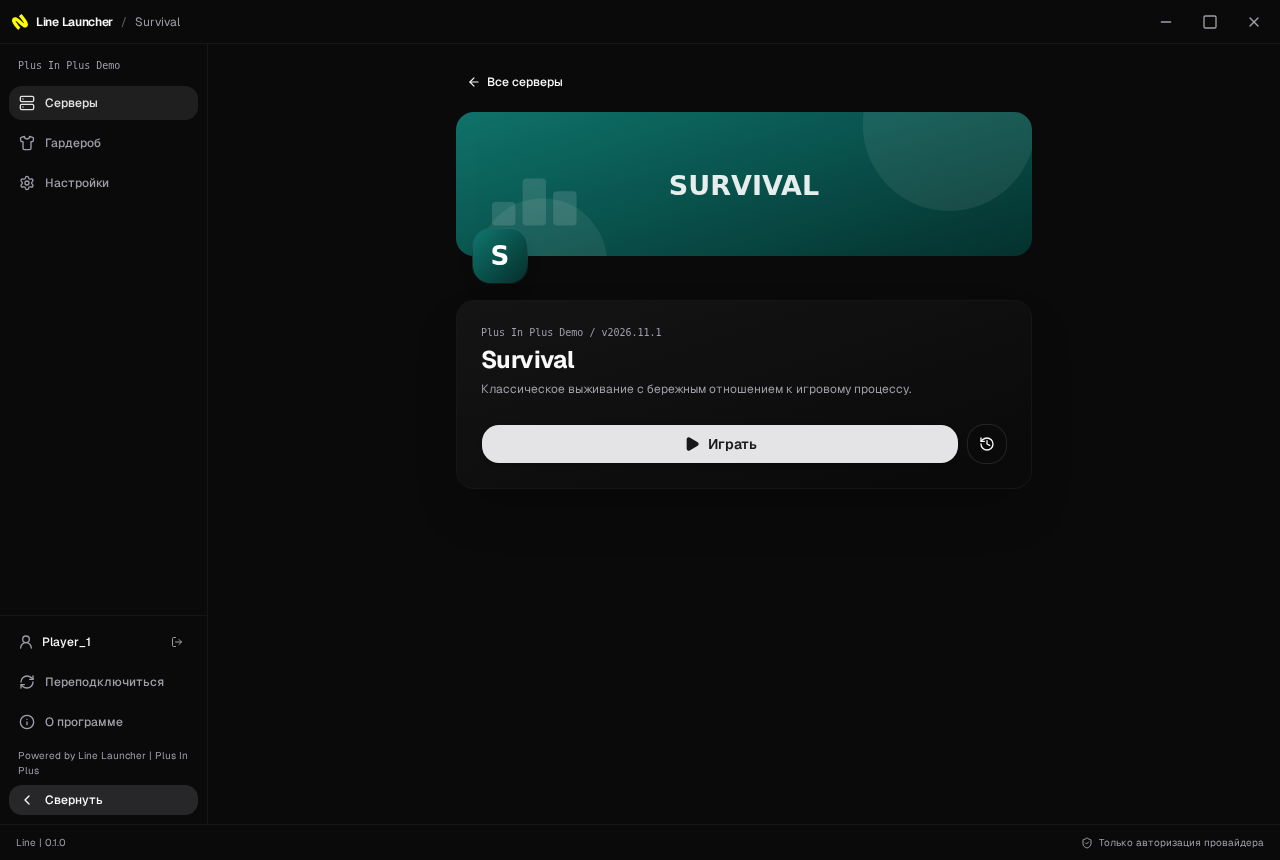 Line Launcher / Survival
Plus In Plus Demo
Серверы
Гардероб
Настройки
Все серверы
SURVIVAL
S
Plus In Plus Demo / v2026.11.1
Survival
Классическое выживание с бережным отношением к игровому процессу.
Играть
Player_1
Переподключиться
О программе
Powered by Line Launcher | Plus In
Plus
Свернуть
Line | 0.1.0
Только авторизация провайдера